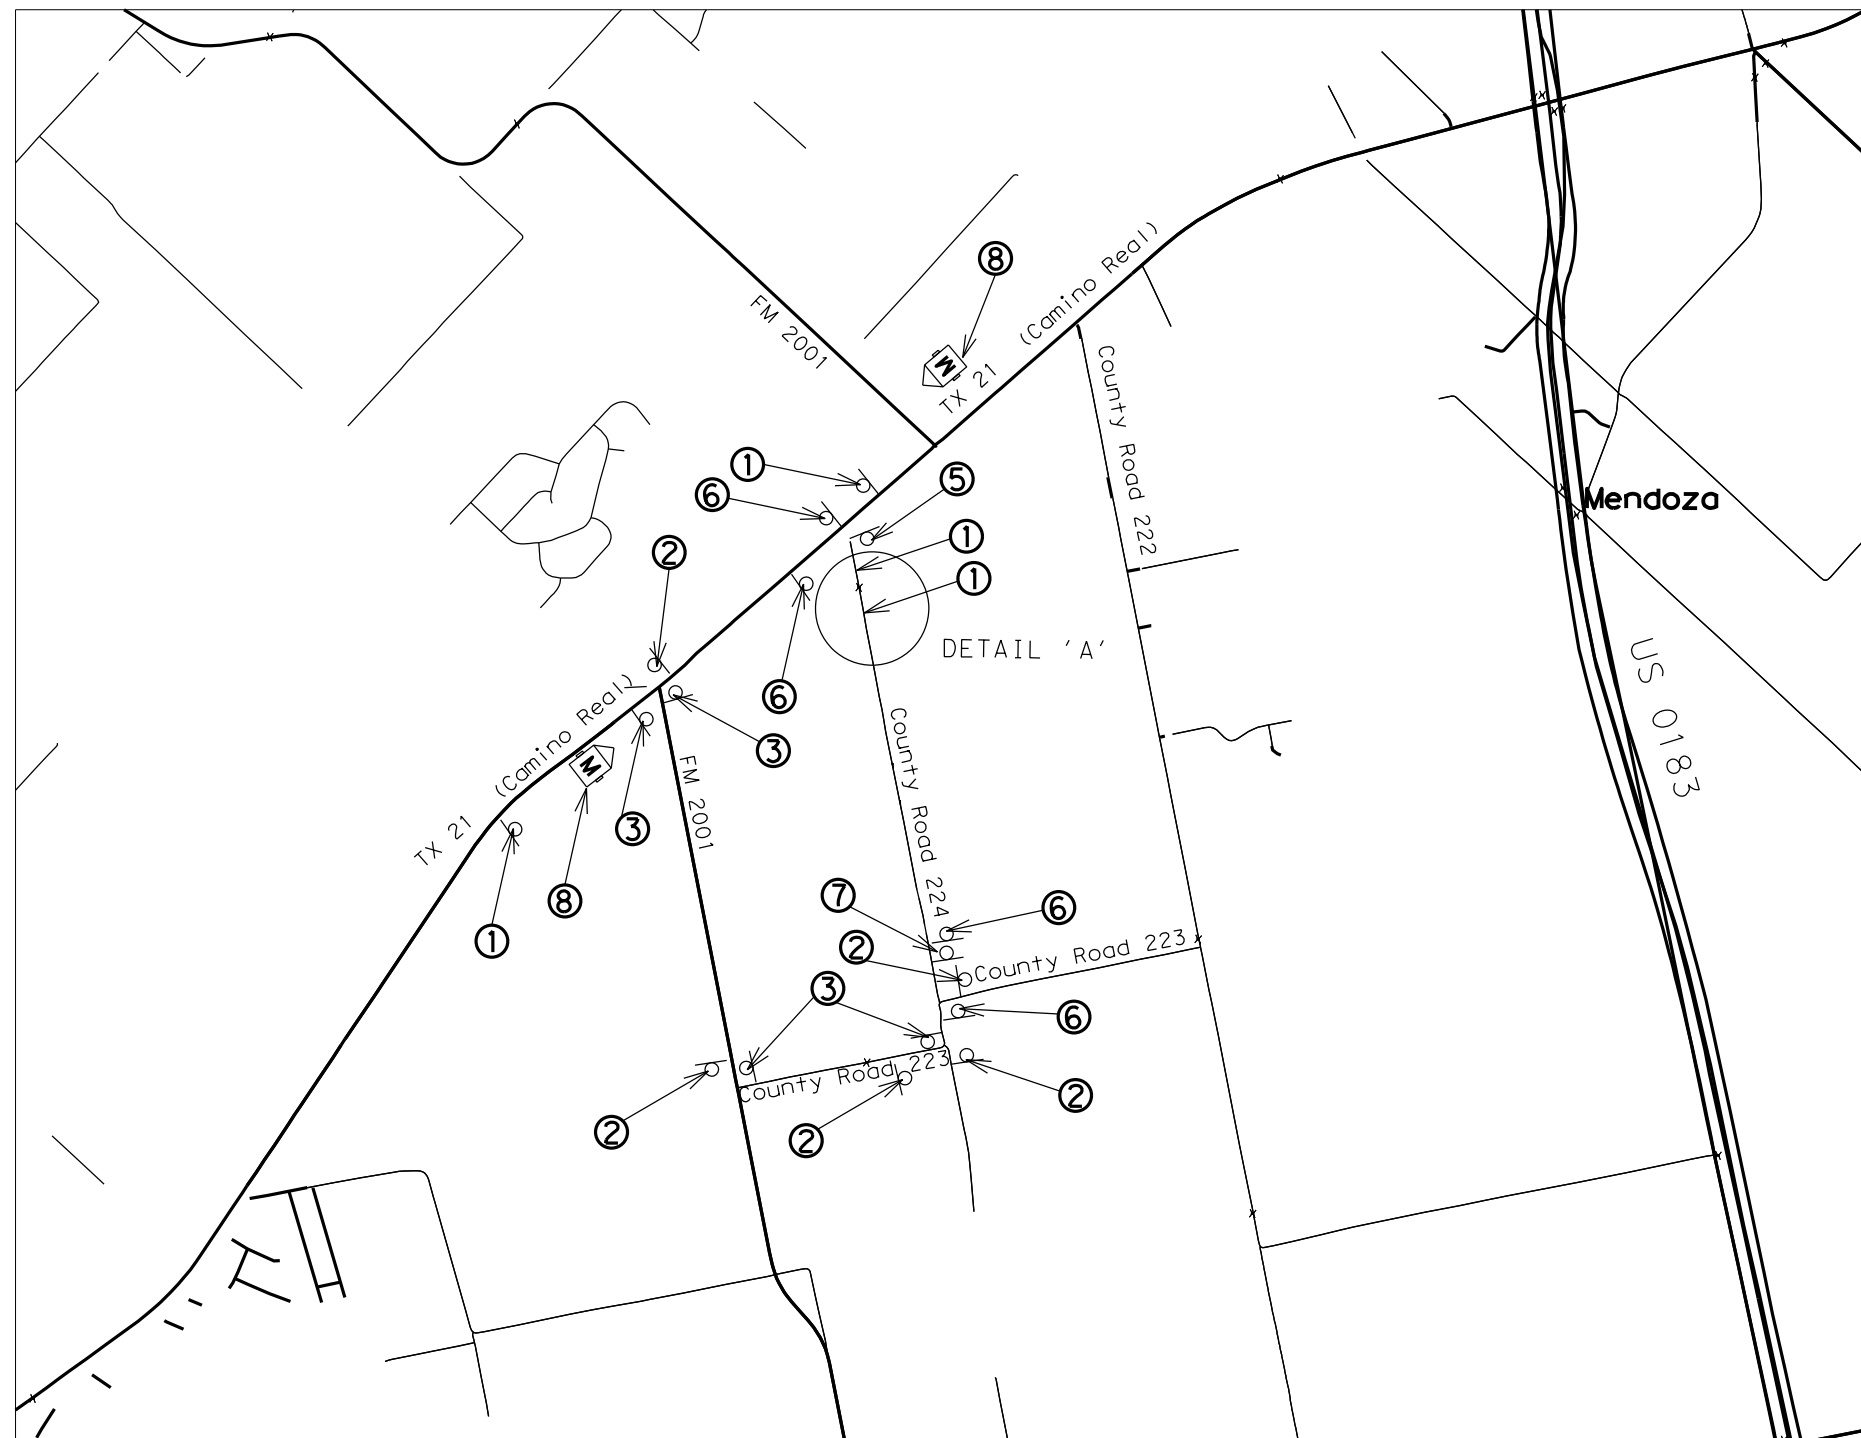 8
FM 2001
(Camino Real)
M
TX 21
County Road 222
1
6
5
Mendoza
1
2
1
6
DETAIL 'A'
US 0183
(Camino Real)
3
M
FM 2001
3
County Road 224
TX 21
8
1
7
6
2
County Road 223
3
6
County Road 223
2
2
2